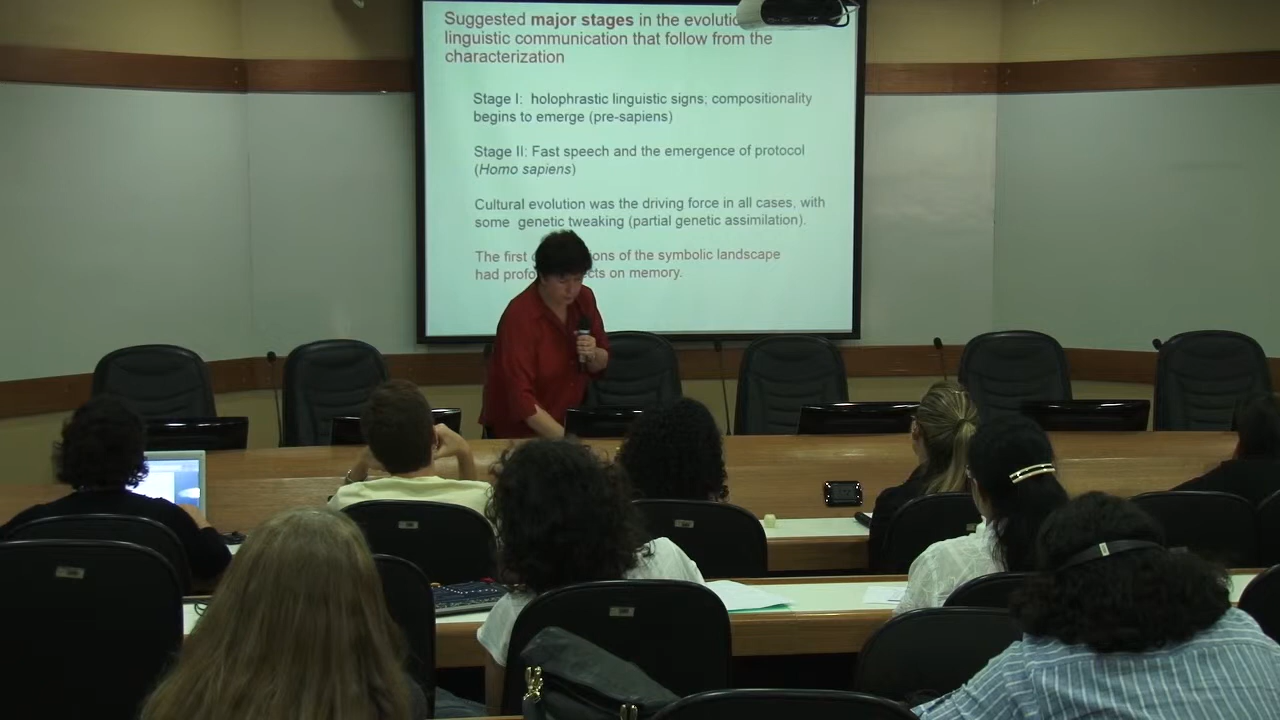 Suggested major stages in the evolutio
linguistic communication that follow from the
characterization
Stage I: holophrastic linguistic signs; compositionality
begins to emerge (pre-sapiens)
Stage II: Fast speech and the emergence of protocol
(Homo sapiens)
Cultural evolution was the driving force in all cases, with
some genetic tweaking (partial genetic assimilation).
The first of the symbolic landscape
had on memory.